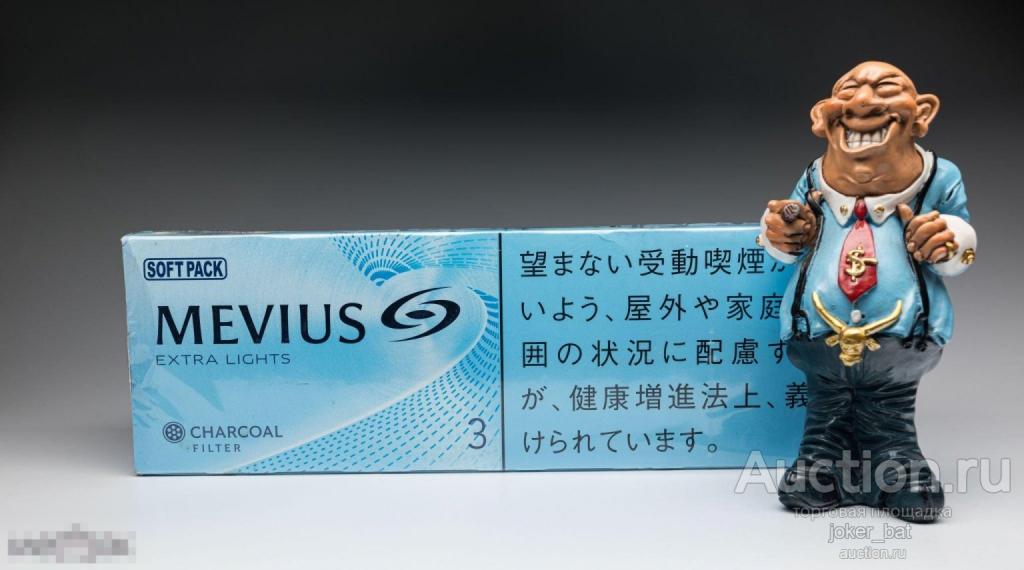 SOFT PACK
MEVIUS
EXTRA LIGHTS
CHARCOAL
FILTER
3
望まない受動喫煙が
いよう、屋外や家庭
囲の状況に配慮す
が、健康増進法上、義
けられています。
$
Auction.ru
торговая площадка
joker_bat
auction.ru